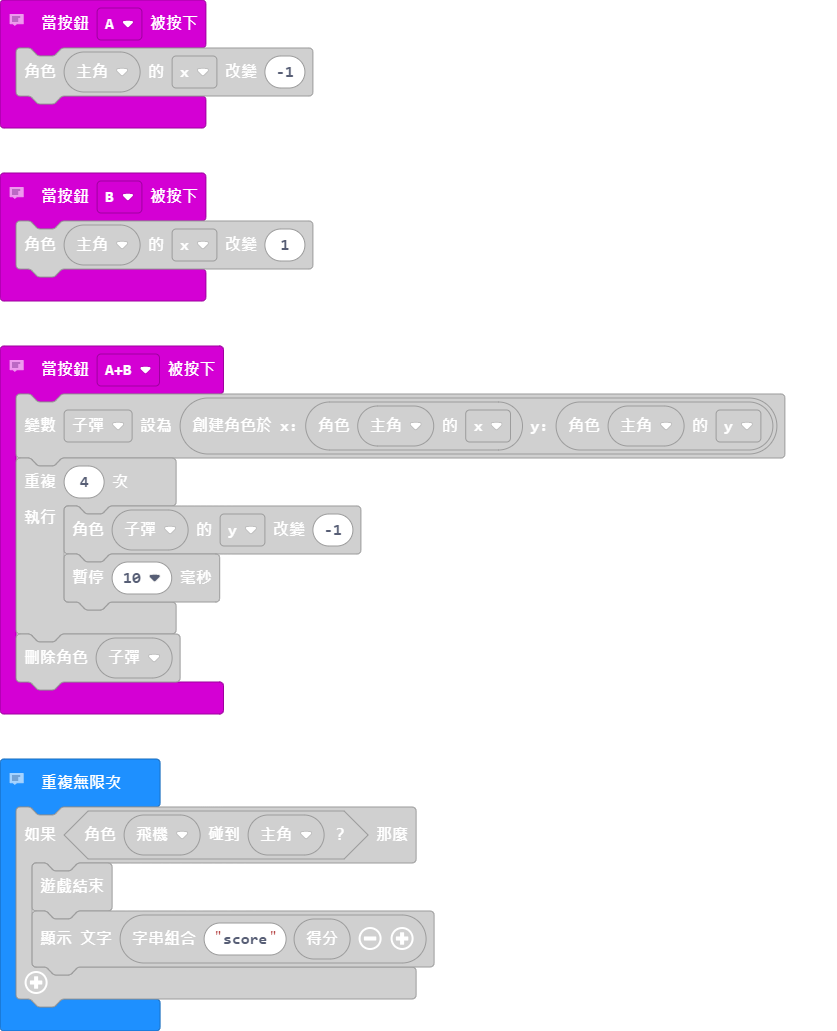 當按鈕 A 被按下
角色 主角 的 x 改變 -1
當按鈕 B 被按下
角色 主角 的 x 改變 1
當按鈕 A+B 被按下
變數 子彈 設為 創建角色於 x: 角色 主角 的 x y: 角色 主角 的 y
重複 4 次
執行
角色 子彈 的 y 改變 -1
暫停 10 毫秒
刪除角色 子彈
重複無限次
如果 角色 飛機 碰到 主角 ? 那麼
遊戲結束
顯示 文字 字串組合 "score" 得分